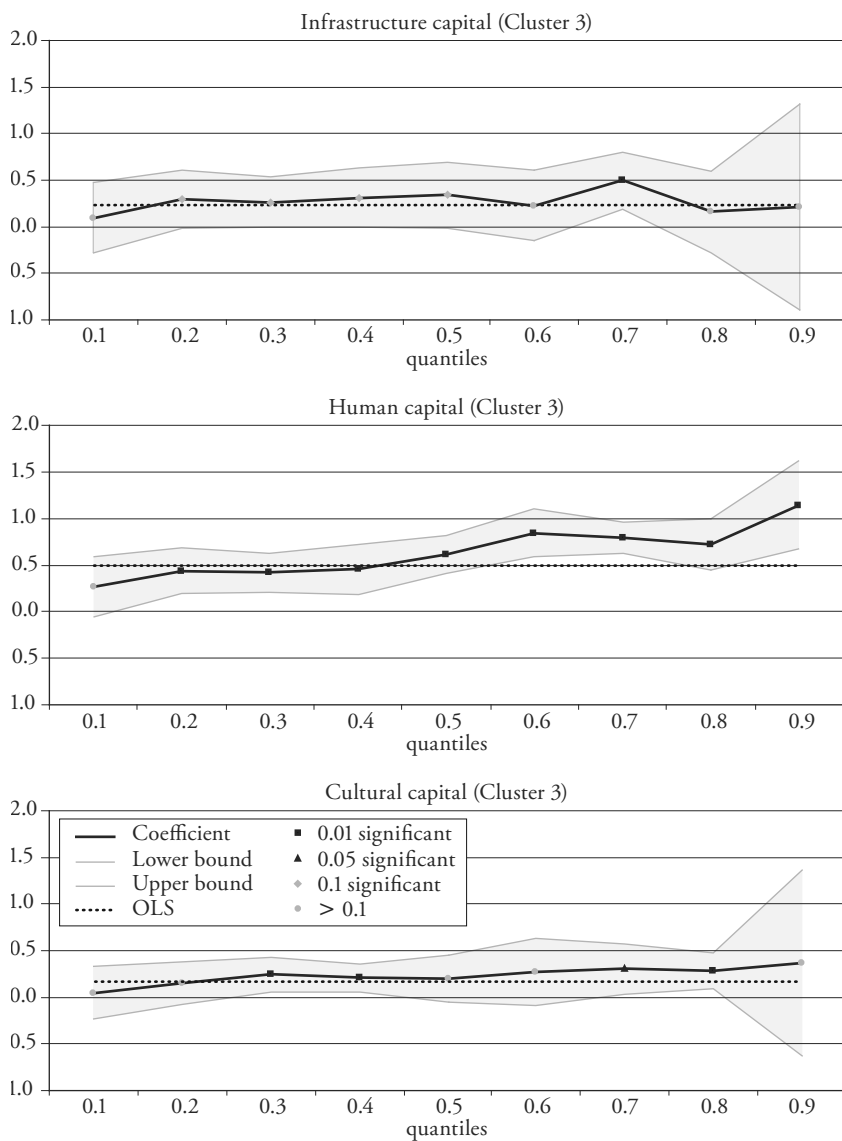 Infrastructure capital (Cluster 3)
2.0
1.5
1.0
0.5
0.0
0.5
1.0
0.1 0.2 0.3 0.4 0.5 0.6 0.7 0.8 0.9
quantiles
Human capital (Cluster 3)
2.0
1.5
1.0
0.5
0.0
0.5
1.0
0.1 0.2 0.3 0.4 0.5 0.6 0.7 0.8 0.9
quantiles
Cultural capital (Cluster 3)
2.0
1.5
1.0
0.5
0.0
0.5
1.0
Coefficient 0.01 significant
Lower bound 0.05 significant
Upper bound 0.1 significant
OLS > 0.1
0.1 0.2 0.3 0.4 0.5 0.6 0.7 0.8 0.9
quantiles